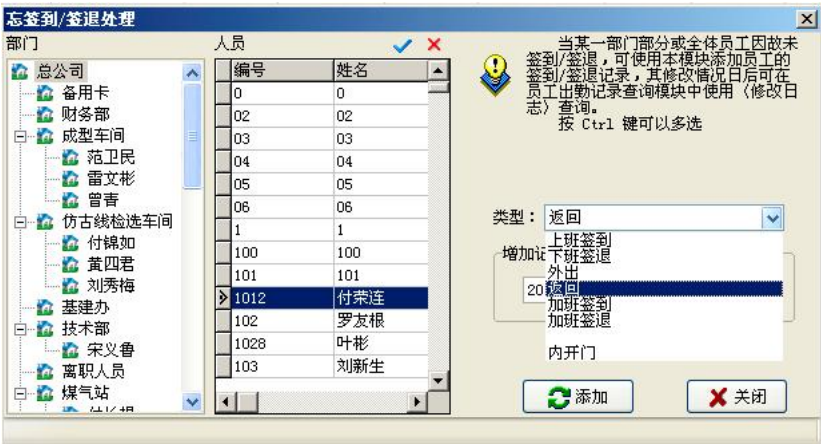 忘签到/签退处理
部门
总公司
备用卡
财务部
成型车间
范卫民
雷文彬
曾青
仿古线检选车间
付锦如
黄四君
刘秀梅
基建办
技术部
宋义鲁
离职人员
煤气站
人员
编号 姓名
0 0
02 02
03 03
04 04
05 05
06 06
1 1
100 100
101 101
1012 付荣连
102 罗友根
1028 叶彬
103 刘新生
当某一部门部分或全体员工因故未
签到/签退，可使用本模块添加员工的
签到/签退记录，其修改情况日后可在
员工出勤记录查询模块中使用〈修改日
志〉查询。
按 Ctrl 键可以多选
类型：返回
上班签到
增加 下班签退
外出
20 返回
加班签到
加班签退
内开门
添加
关闭